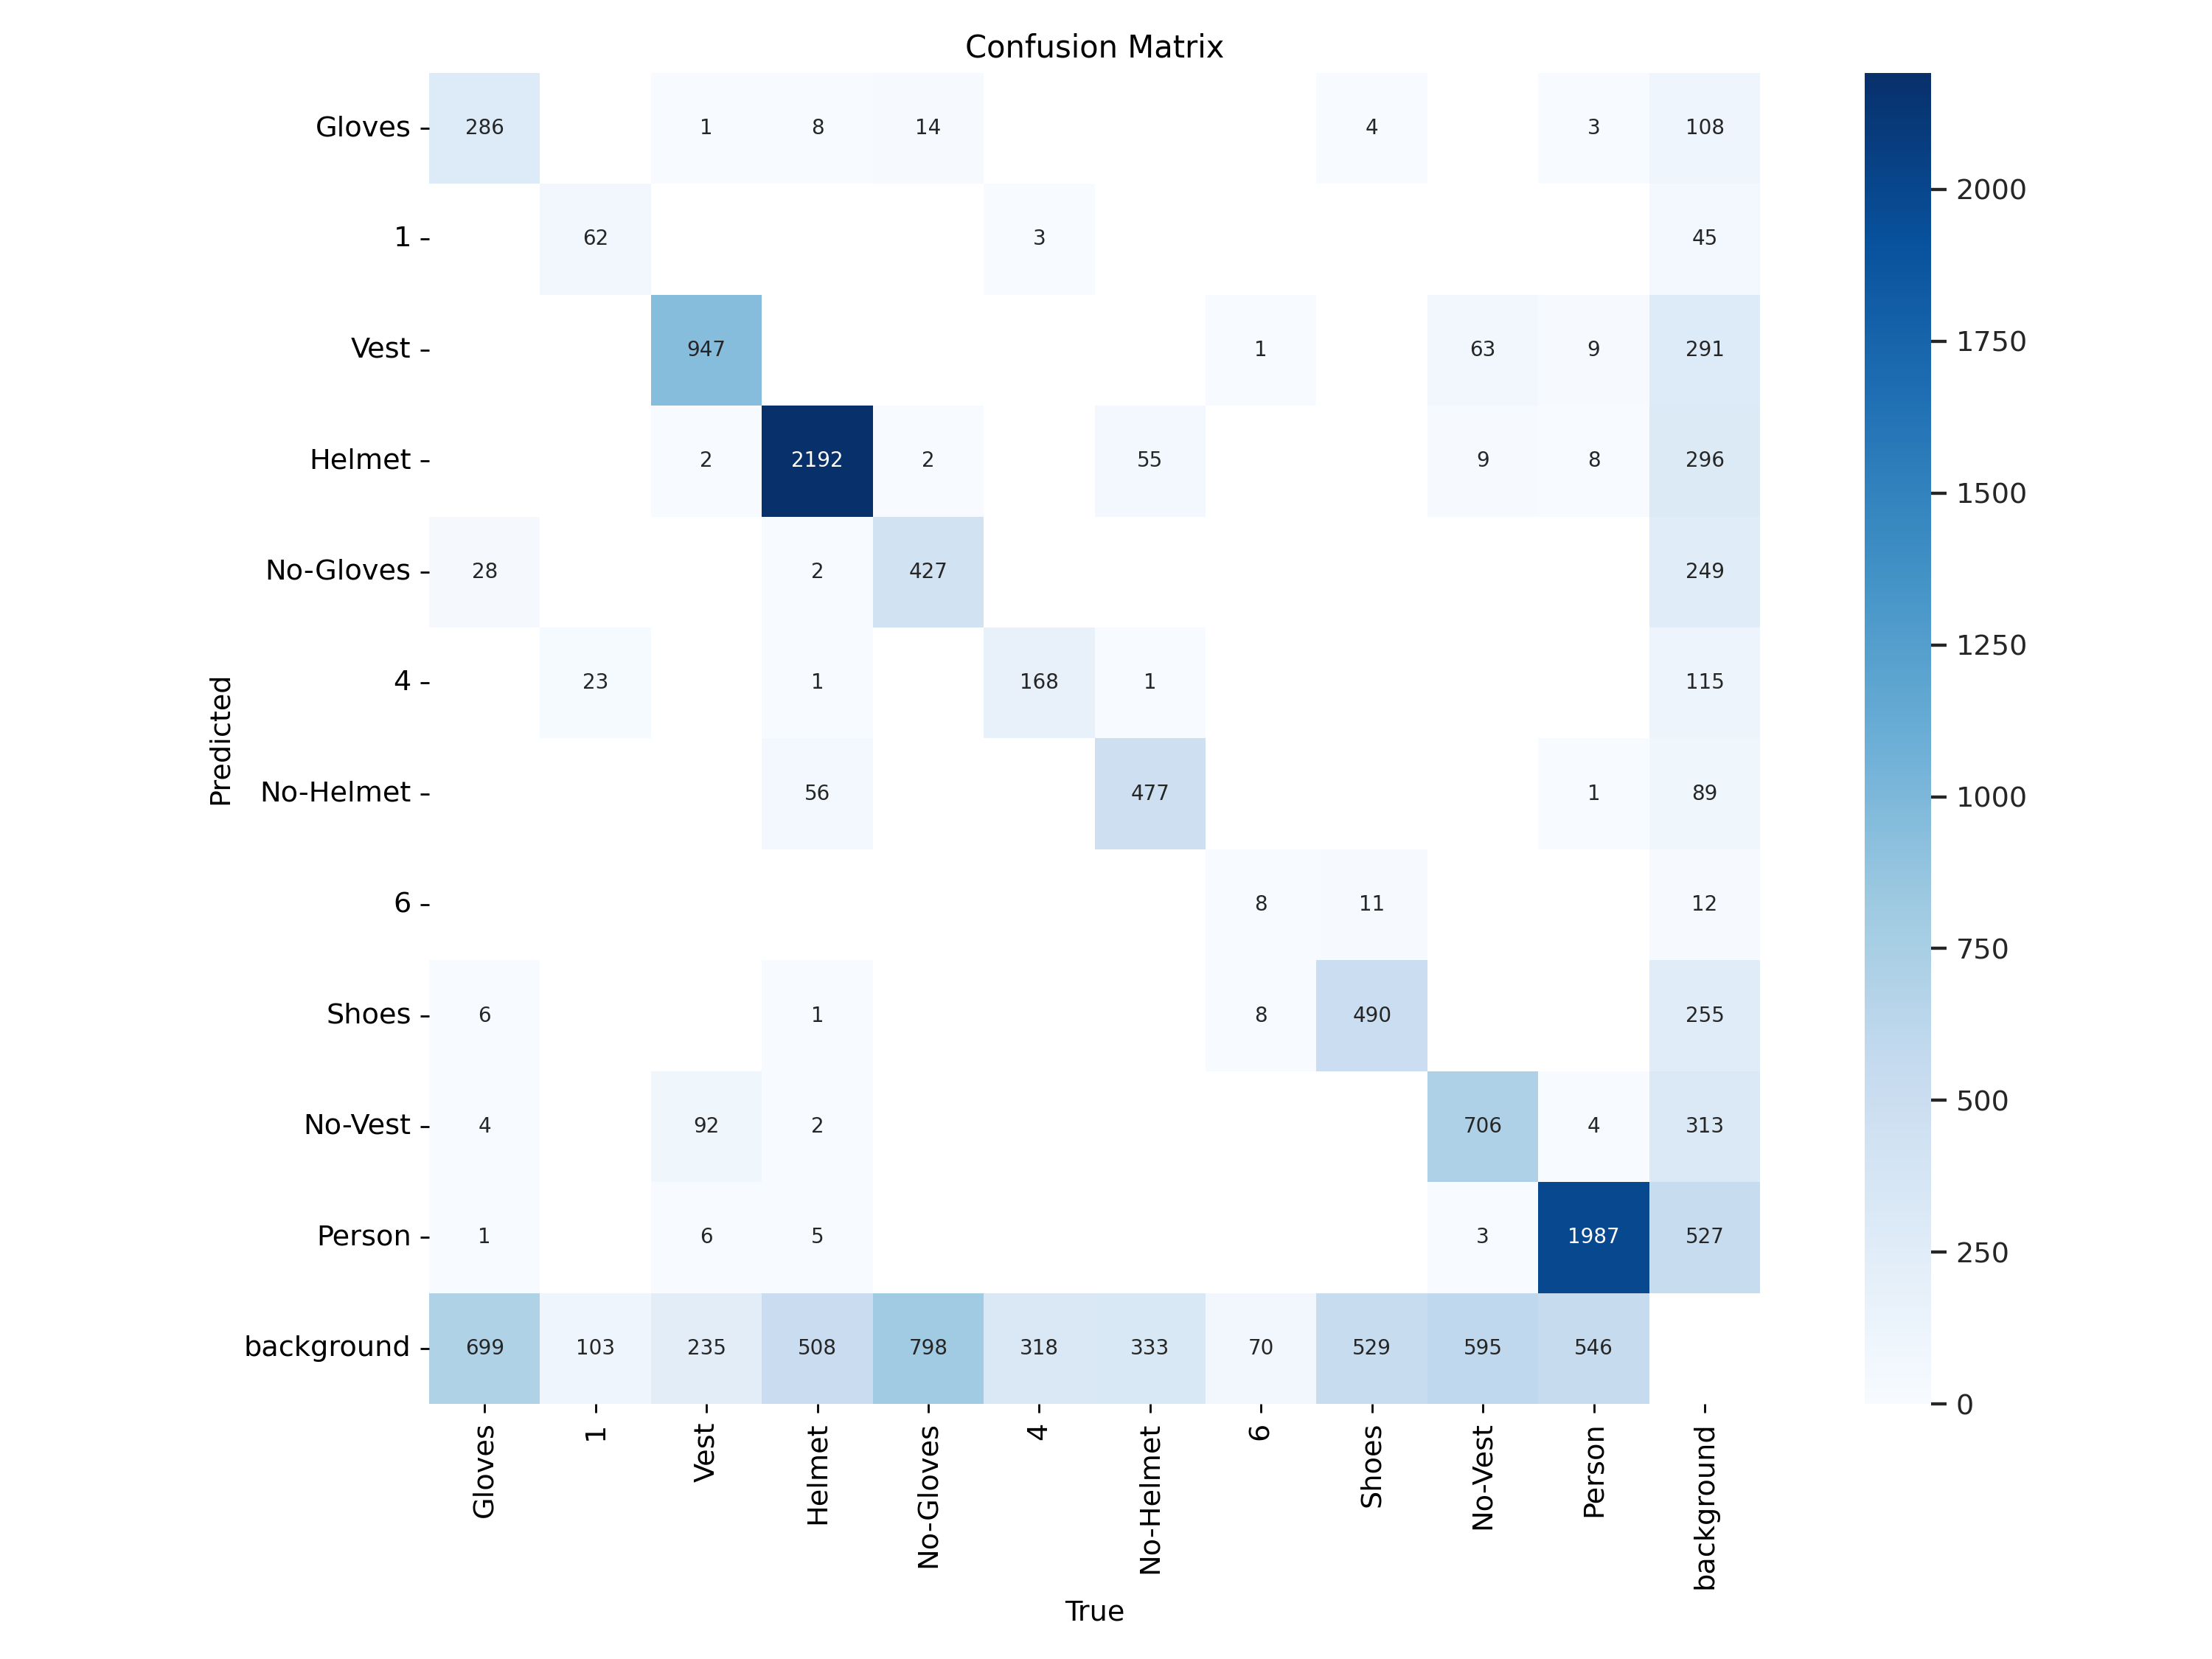 Confusion Matrix
Gloves 286 1 8 14 4 3 108
1 62 3 45
Vest 947 1 63 9 291
Helmet 2 2192 2 55 9 8 296
No-Gloves 28 2 427 249
4 23 1 168 1 115
No-Helmet 56 477 1 89
6 8 11 12
Shoes 6 1 8 490 255
No-Vest 4 92 2 706 4 313
Person 1 6 5 3 1987 527
background 699 103 235 508 798 318 333 70 529 595 546
Gloves 1 Vest Helmet No-Gloves 4 No-Helmet 6 Shoes No-Vest Person background
True
Predicted
2000
1750
1500
1250
1000
750
500
250
0